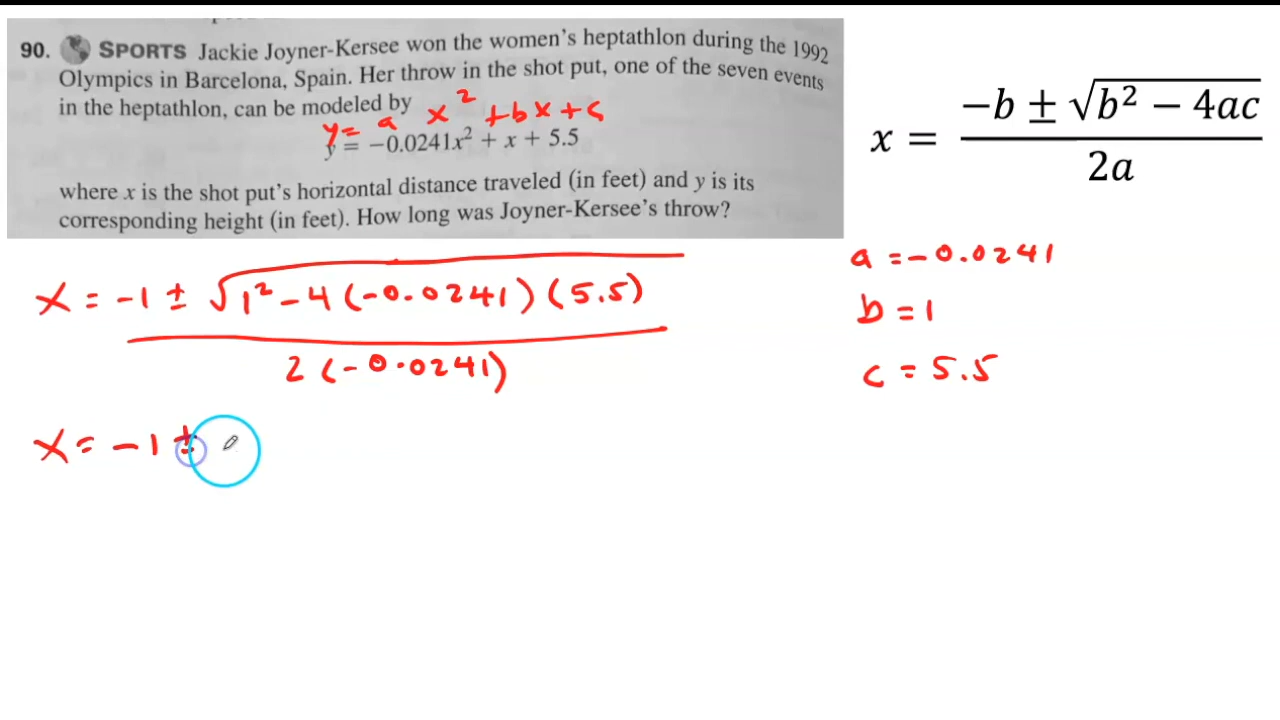 90. SPORTS Jackie Joyner-Kersee won the women's heptathlon during the 1992
Olympics in Barcelona, Spain. Her throw in the shot put, one of the seven events
in the heptathlon, can be modeled by
y = a x² + bx + c
y = −0.0241x² + x + 5.5
where x is the shot put's horizontal distance traveled (in feet) and y is its
corresponding height (in feet). How long was Joyner-Kersee's throw?
x = −b ± √b² − 4ac
2a
a = −0.0241
b = 1
c = 5.5
x = −1 ± √1² − 4(−0.0241)(5.5)
2(−0.0241)
x = −1 ±